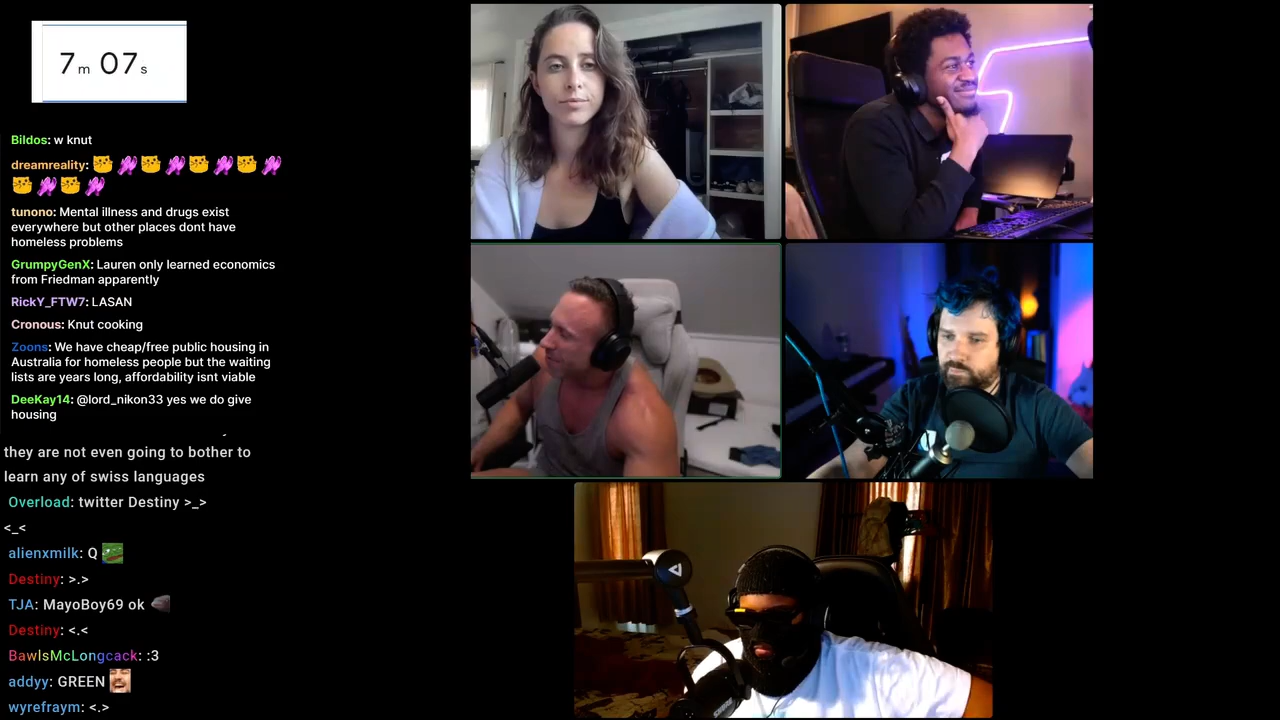 7m 07s
Bildos: w knut
dreamreality:
tunono: Mental illness and drugs exist
everywhere but other places dont have
homeless problems
GrumpyGenX: Lauren only learned economics
from Friedman apparently
RickY_FTW7: LASAN
Cronous: Knut cooking
Zoons: We have cheap/free public housing in
Australia for homeless people but the waiting
lists are years long, affordability isnt viable
DeeKay14: @lord_nikon33 yes we do give
housing
they are not even going to bother to
learn any of swiss languages
Overload: twitter Destiny >_>
<_<
alienxmilk: Q
Destiny: >.>
TJA: MayoBoy69 ok
Destiny: <.<
BawlsMcLongcack: :3
addyy: GREEN
wyrefraym: <.>